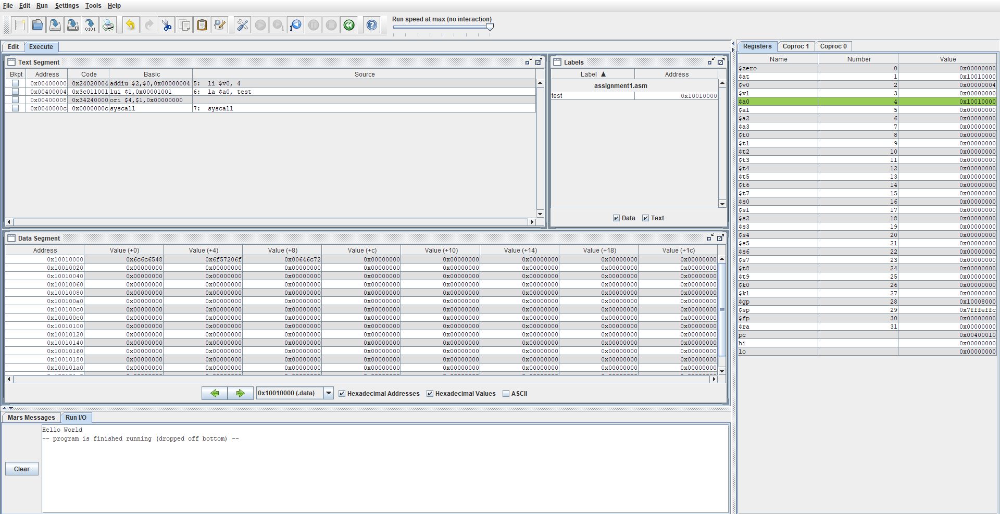 File Edit Run Settings Tools Help
Run speed at max (no interaction)
Edit Execute
Text Segment
Bkpt Address Code Basic Source
0x00400000 0x24020004 addiu $2,$0,0x00000004 5: li $v0, 4
0x00400004 0x3c011001 lui $1,0x00001001 6: la $a0, test
0x00400008 0x34240000 ori $4,$1,0x00000000
0x0040000c 0x0000000c syscall 7: syscall
Labels
Label ▲ Address
assignment1.asm
test 0x10010000
Data Text
Data Segment
Address Value (+0) Value (+4) Value (+8) Value (+c) Value (+10) Value (+14) Value (+18) Value (+1c)
0x10010000 0x6c6c6548 0x6f57206f 0x00646c72 0x00000000 0x00000000 0x00000000 0x00000000 0x00000000
0x10010020 0x00000000 0x00000000 0x00000000 0x00000000 0x00000000 0x00000000 0x00000000 0x00000000
0x10010040 0x00000000 0x00000000 0x00000000 0x00000000 0x00000000 0x00000000 0x00000000 0x00000000
0x10010060 0x00000000 0x00000000 0x00000000 0x00000000 0x00000000 0x00000000 0x00000000 0x00000000
0x10010080 0x00000000 0x00000000 0x00000000 0x00000000 0x00000000 0x00000000 0x00000000 0x00000000
0x100100a0 0x00000000 0x00000000 0x00000000 0x00000000 0x00000000 0x00000000 0x00000000 0x00000000
0x100100c0 0x00000000 0x00000000 0x00000000 0x00000000 0x00000000 0x00000000 0x00000000 0x00000000
0x100100e0 0x00000000 0x00000000 0x00000000 0x00000000 0x00000000 0x00000000 0x00000000 0x00000000
0x10010100 0x00000000 0x00000000 0x00000000 0x00000000 0x00000000 0x00000000 0x00000000 0x00000000
0x10010120 0x00000000 0x00000000 0x00000000 0x00000000 0x00000000 0x00000000 0x00000000 0x00000000
0x10010140 0x00000000 0x00000000 0x00000000 0x00000000 0x00000000 0x00000000 0x00000000 0x00000000
0x10010160 0x00000000 0x00000000 0x00000000 0x00000000 0x00000000 0x00000000 0x00000000 0x00000000
0x10010180 0x00000000 0x00000000 0x00000000 0x00000000 0x00000000 0x00000000 0x00000000 0x00000000
0x100101a0 0x00000000 0x00000000 0x00000000 0x00000000 0x00000000 0x00000000 0x00000000 0x00000000
0x10010000 (.data) Hexadecimal Addresses Hexadecimal Values ASCII
Mars Messages Run I/O
Clear
Hello World
-- program is finished running (dropped off bottom) --
Registers Coproc 1 Coproc 0
Name Number Value
$zero 0 0x00000000
$at 1 0x10010000
$v0 2 0x00000004
$v1 3 0x00000000
$a0 4 0x10010000
$a1 5 0x00000000
$a2 6 0x00000000
$a3 7 0x00000000
$t0 8 0x00000000
$t1 9 0x00000000
$t2 10 0x00000000
$t3 11 0x00000000
$t4 12 0x00000000
$t5 13 0x00000000
$t6 14 0x00000000
$t7 15 0x00000000
$s0 16 0x00000000
$s1 17 0x00000000
$s2 18 0x00000000
$s3 19 0x00000000
$s4 20 0x00000000
$s5 21 0x00000000
$s6 22 0x00000000
$s7 23 0x00000000
$t8 24 0x00000000
$t9 25 0x00000000
$k0 26 0x00000000
$k1 27 0x00000000
$gp 28 0x10008000
$sp 29 0x7fffeffc
$fp 30 0x00000000
$ra 31 0x00000000
pc 0x00400010
hi 0x00000000
lo 0x00000000